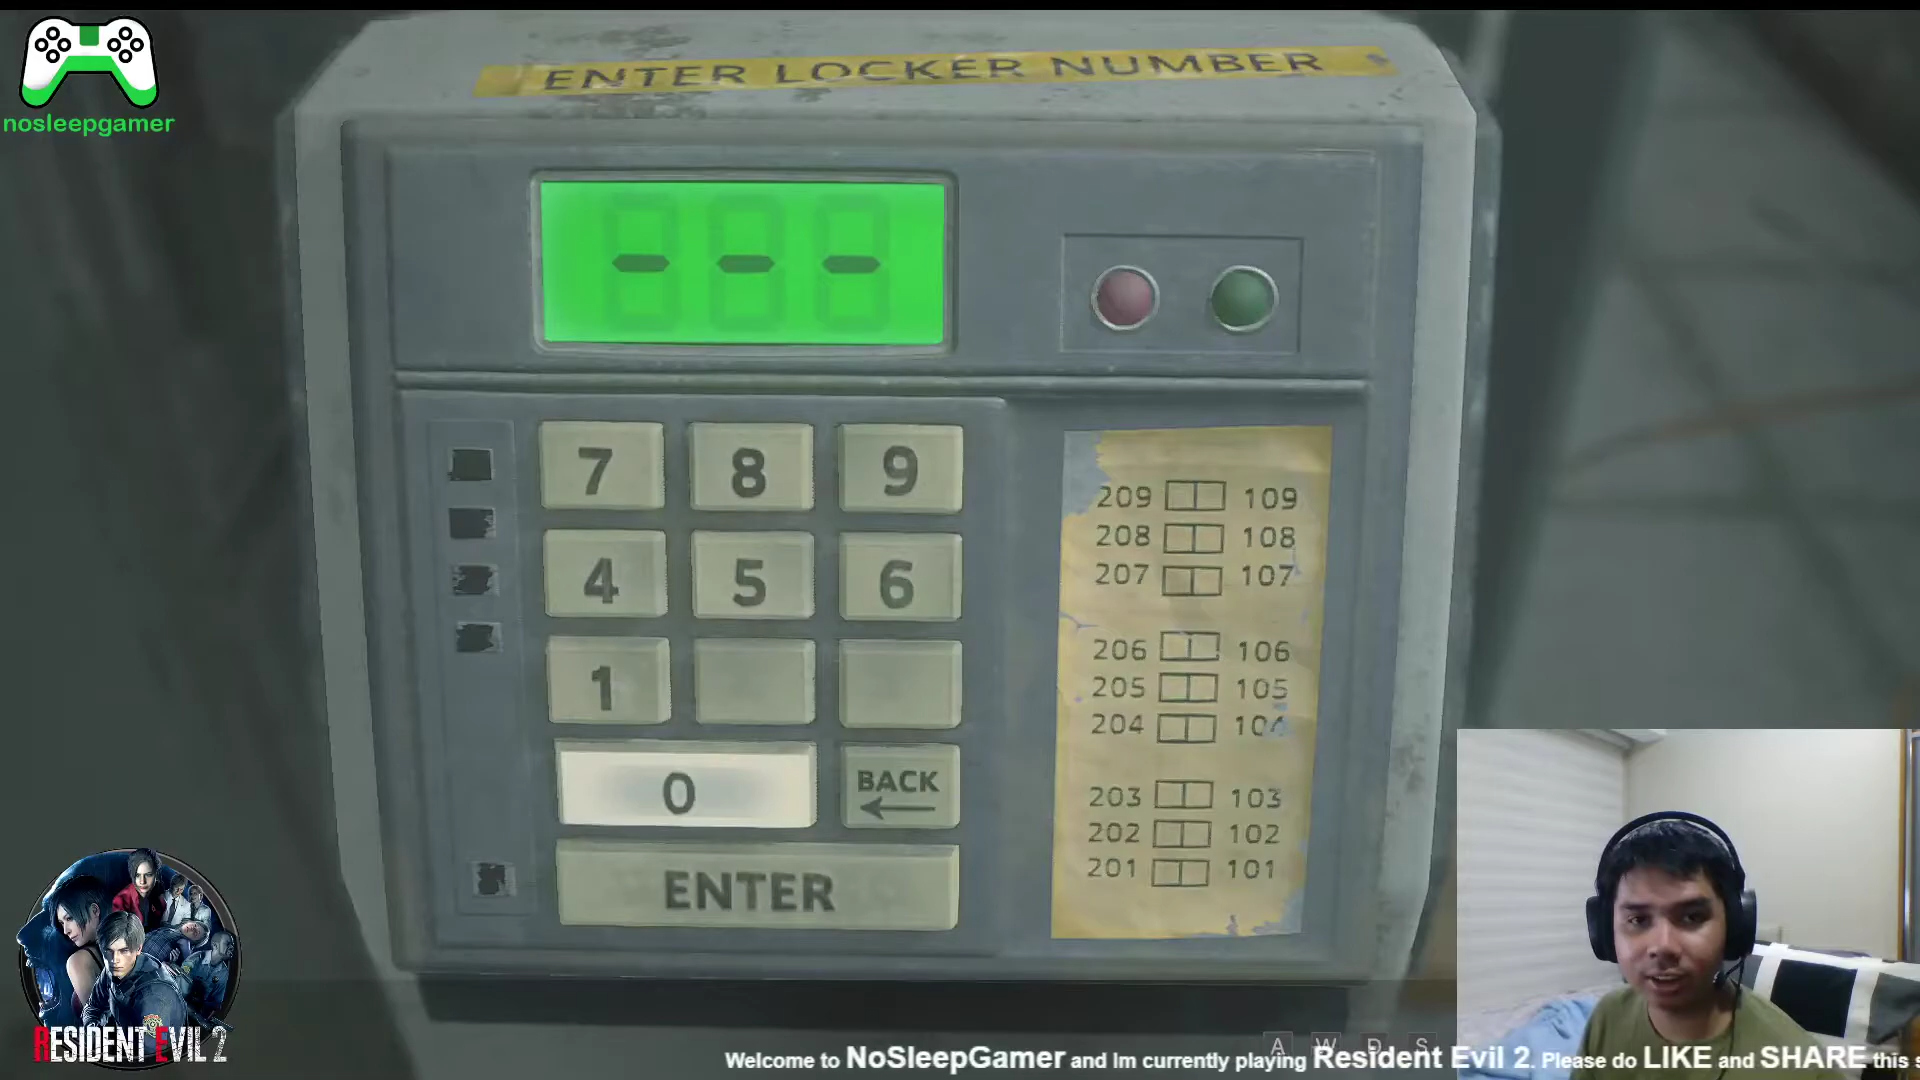 nosleepgamer
ENTER LOCKER NUMBER
7 8 9
4 5 6
1
0 BACK
ENTER
209 109
208 108
207 107
206 106
205 105
204 104
203 103
202 102
201 101
RESIDENT EVIL 2
A W D S
Welcome to NoSleepGamer and Im currently playing Resident Evil 2. Please do LIKE and SHARE this s